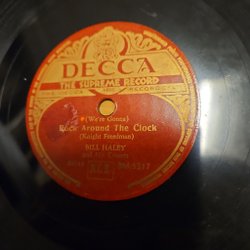 DECCA
THE SUPREME RECORD
(We're Gonna)
Rock Around The Clock
(Knight Freedman)
BILL HALEY
and His Comets